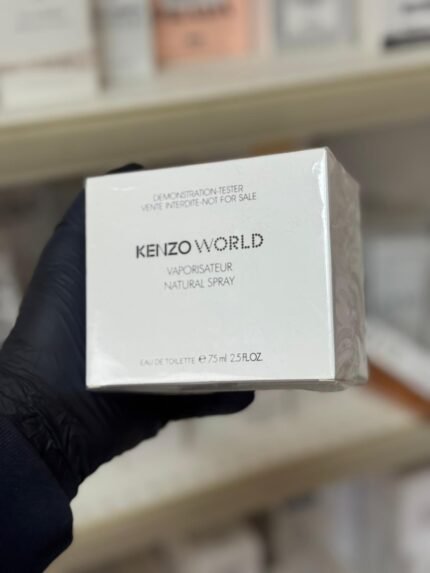 DEMONSTRATION-TESTER
VENTE INTERDITE-NOT FOR SALE
KENZO WORLD
VAPORISATEUR
NATURAL SPRAY
EAU DE TOILETTE ℮ 75 ml 2.5 FL.OZ.